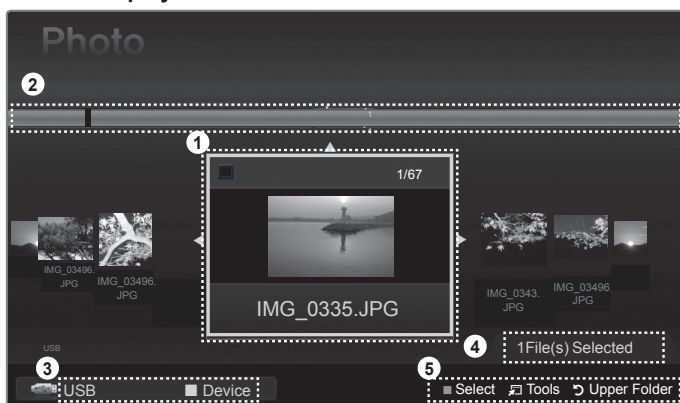 Photo
2
1
1
1/67
IMG_03496.
JPG
IMG_03496.
JPG
IMG_0335.JPG
IMG_0343.
JPG
IMG_03496
JPG
USB
4
1File(s) Selected
3
5
USB
Device
Select
Tools
Upper Folder